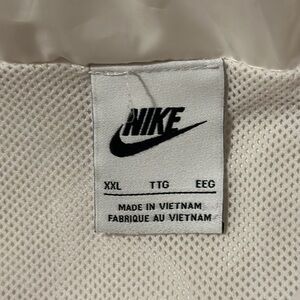 NIKE
XXL TTG EEG
MADE IN VIETNAM
FABRIQUE AU VIETNAM